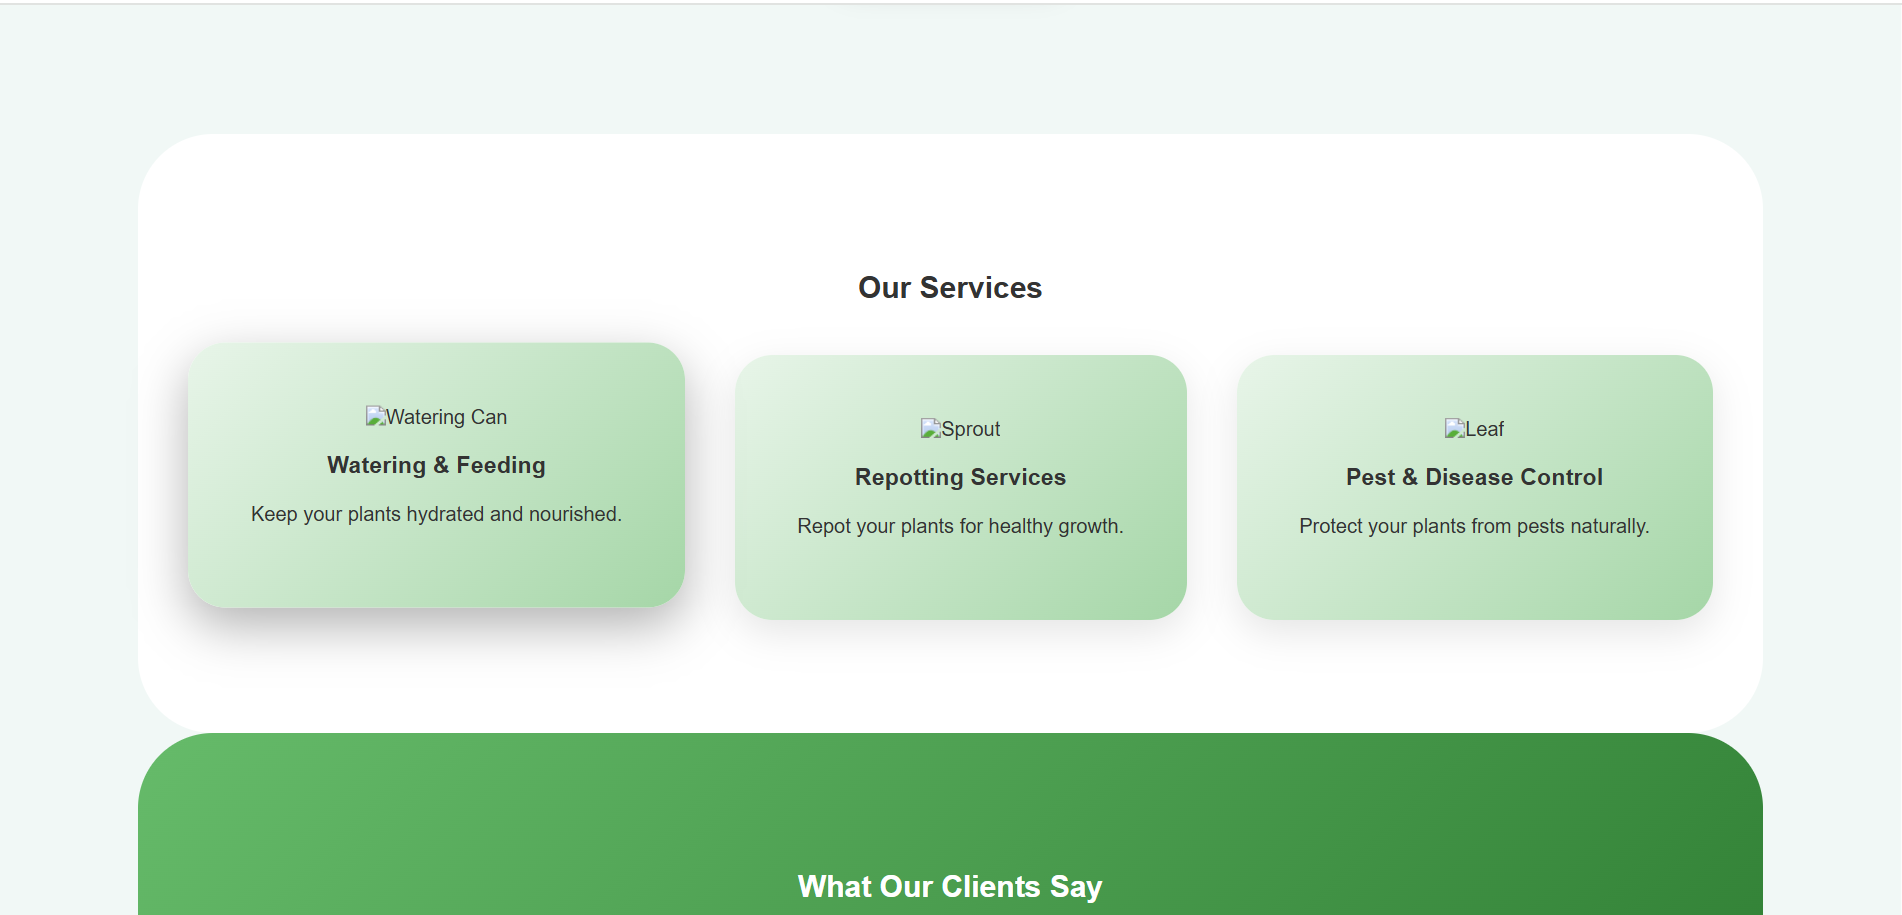 Our Services
Watering Can
Watering & Feeding
Keep your plants hydrated and nourished.
Sprout
Repotting Services
Repot your plants for healthy growth.
Leaf
Pest & Disease Control
Protect your plants from pests naturally.
What Our Clients Say